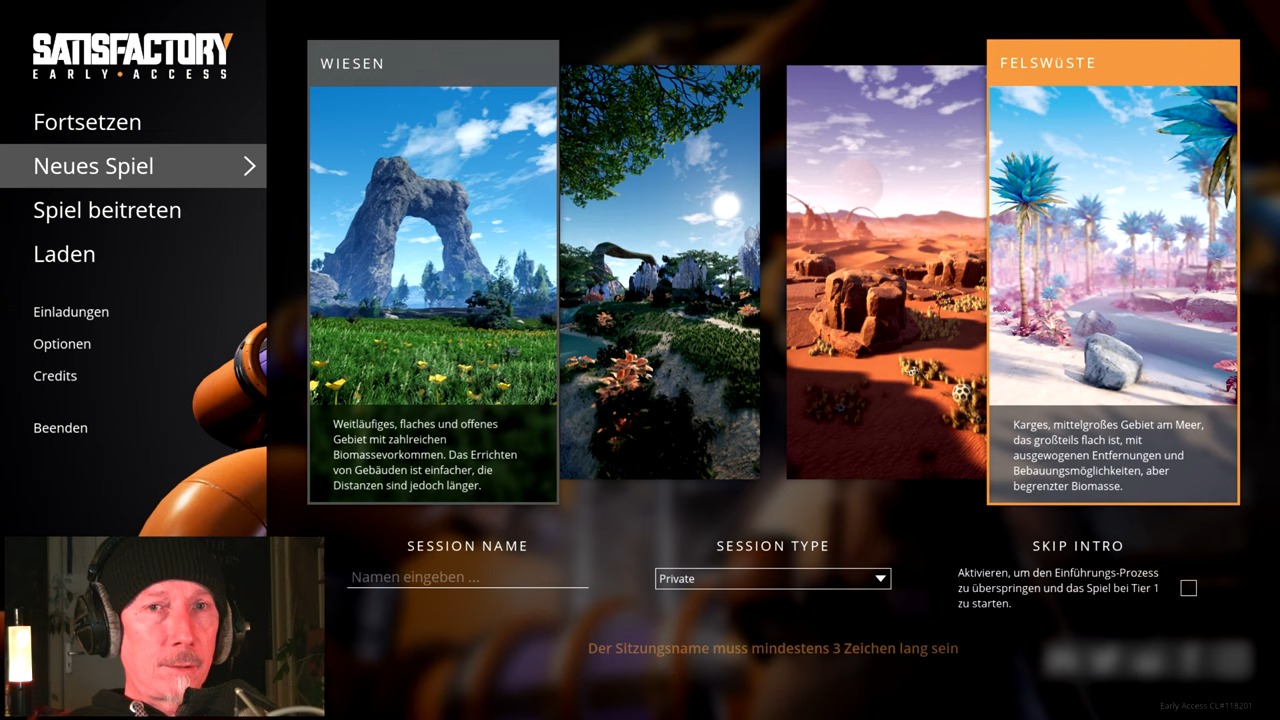 SATISFACTORY
EARLY ACCESS
Fortsetzen
Neues Spiel
Spiel beitreten
Laden
Einladungen
Optionen
Credits
Beenden
WIESEN
Weitläufiges, flaches und offenes
Gebiet mit zahlreichen
Biomassevorkommen. Das Errichten
von Gebäuden ist einfacher, die
Distanzen sind jedoch länger.
FELSWüSTE
Karges, mittelgroßes Gebiet am Meer,
das großteils flach ist, mit
ausgewogenen Entfernungen und
Bebauungsmöglichkeiten, aber
begrenzter Biomasse.
SESSION NAME
Namen eingeben ...
SESSION TYPE
Private
SKIP INTRO
Aktivieren, um den Einführungs-Prozess
zu überspringen und das Spiel bei Tier 1
zu starten.
Der Sitzungsname muss mindestens 3 Zeichen lang sein
Early Access CL#118201